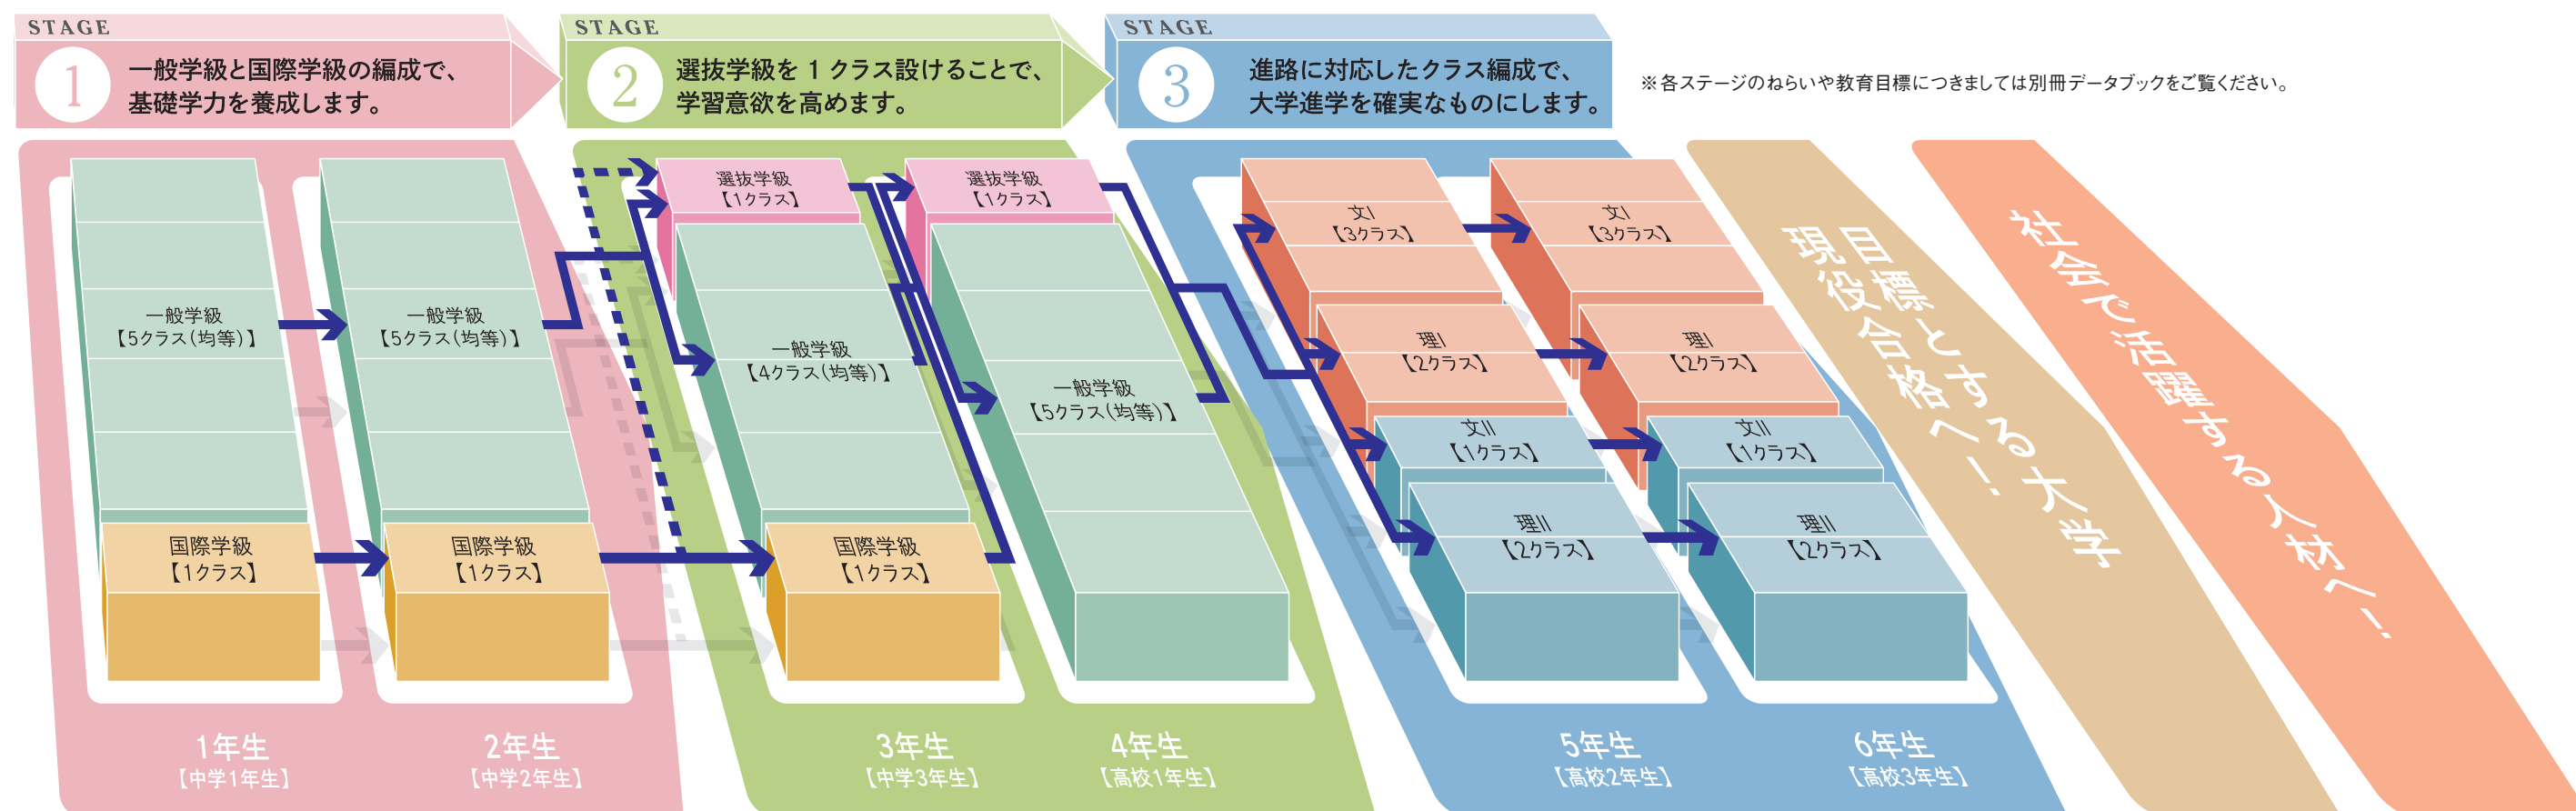 STAGE
1
一般学級と国際学級の編成で、
基礎学力を養成します。
STAGE
2
選抜学級を1クラス設けることで、
学習意欲を高めます。
STAGE
3
進路に対応したクラス編成で、
大学進学を確実なものにします。
※各ステージのねらいや教育目標につきましては別冊データブックをご覧ください。
一般学級
【5クラス(均等)】
国際学級
【1クラス】
1年生
【中学1年生】
一般学級
【5クラス(均等)】
国際学級
【1クラス】
2年生
【中学2年生】
選抜学級
【1クラス】
一般学級
【4クラス(均等)】
国際学級
【1クラス】
3年生
【中学3年生】
選抜学級
【1クラス】
一般学級
【5クラス(均等)】
4年生
【高校1年生】
文I
【3クラス】
理I
【2クラス】
文II
【1クラス】
理II
【2クラス】
5年生
【高校2年生】
文I
【3クラス】
理I
【2クラス】
文II
【1クラス】
理II
【2クラス】
6年生
【高校3年生】
目標とする大学
現役合格へ!
社会で活躍する人材へ!